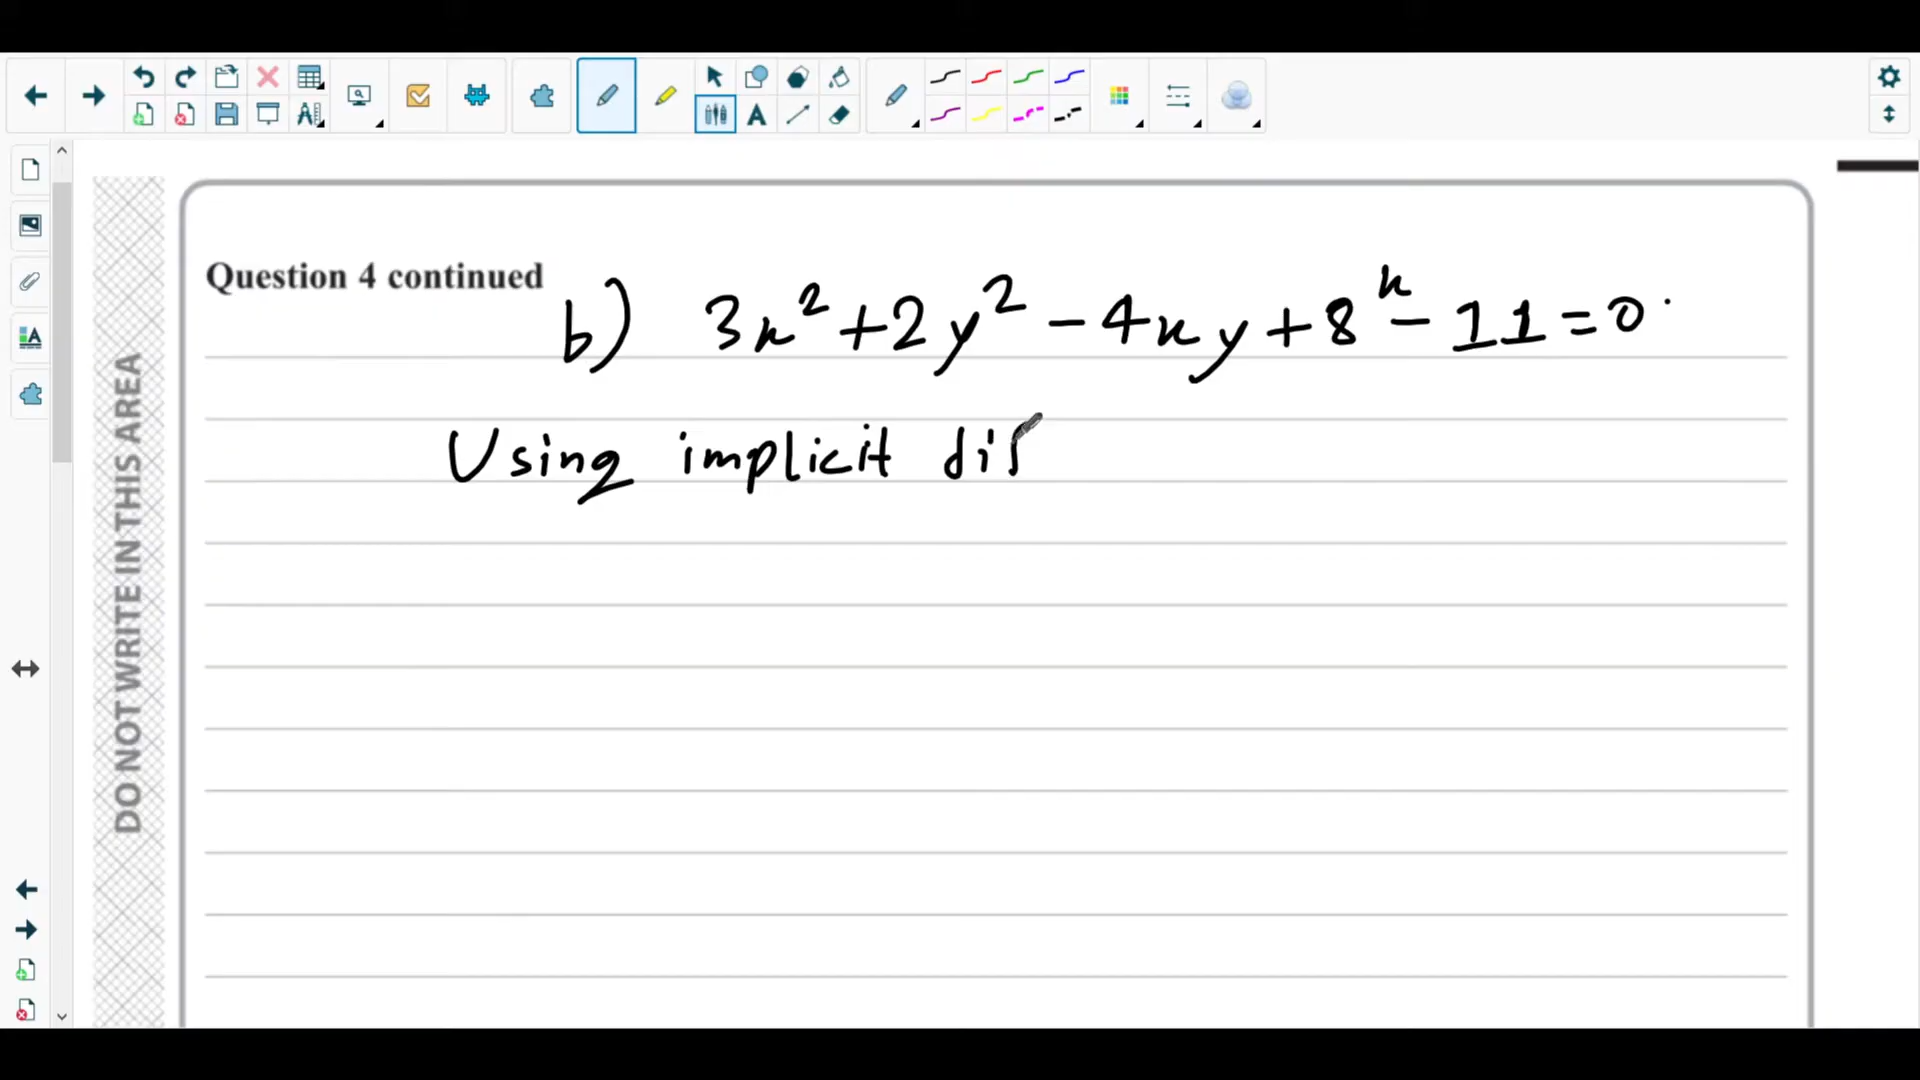 DO NOT WRITE IN THIS AREA
Question 4 continued
b) 3x² + 2y² - 4xy + 8ˣ - 11 = 0
Using implicit dif